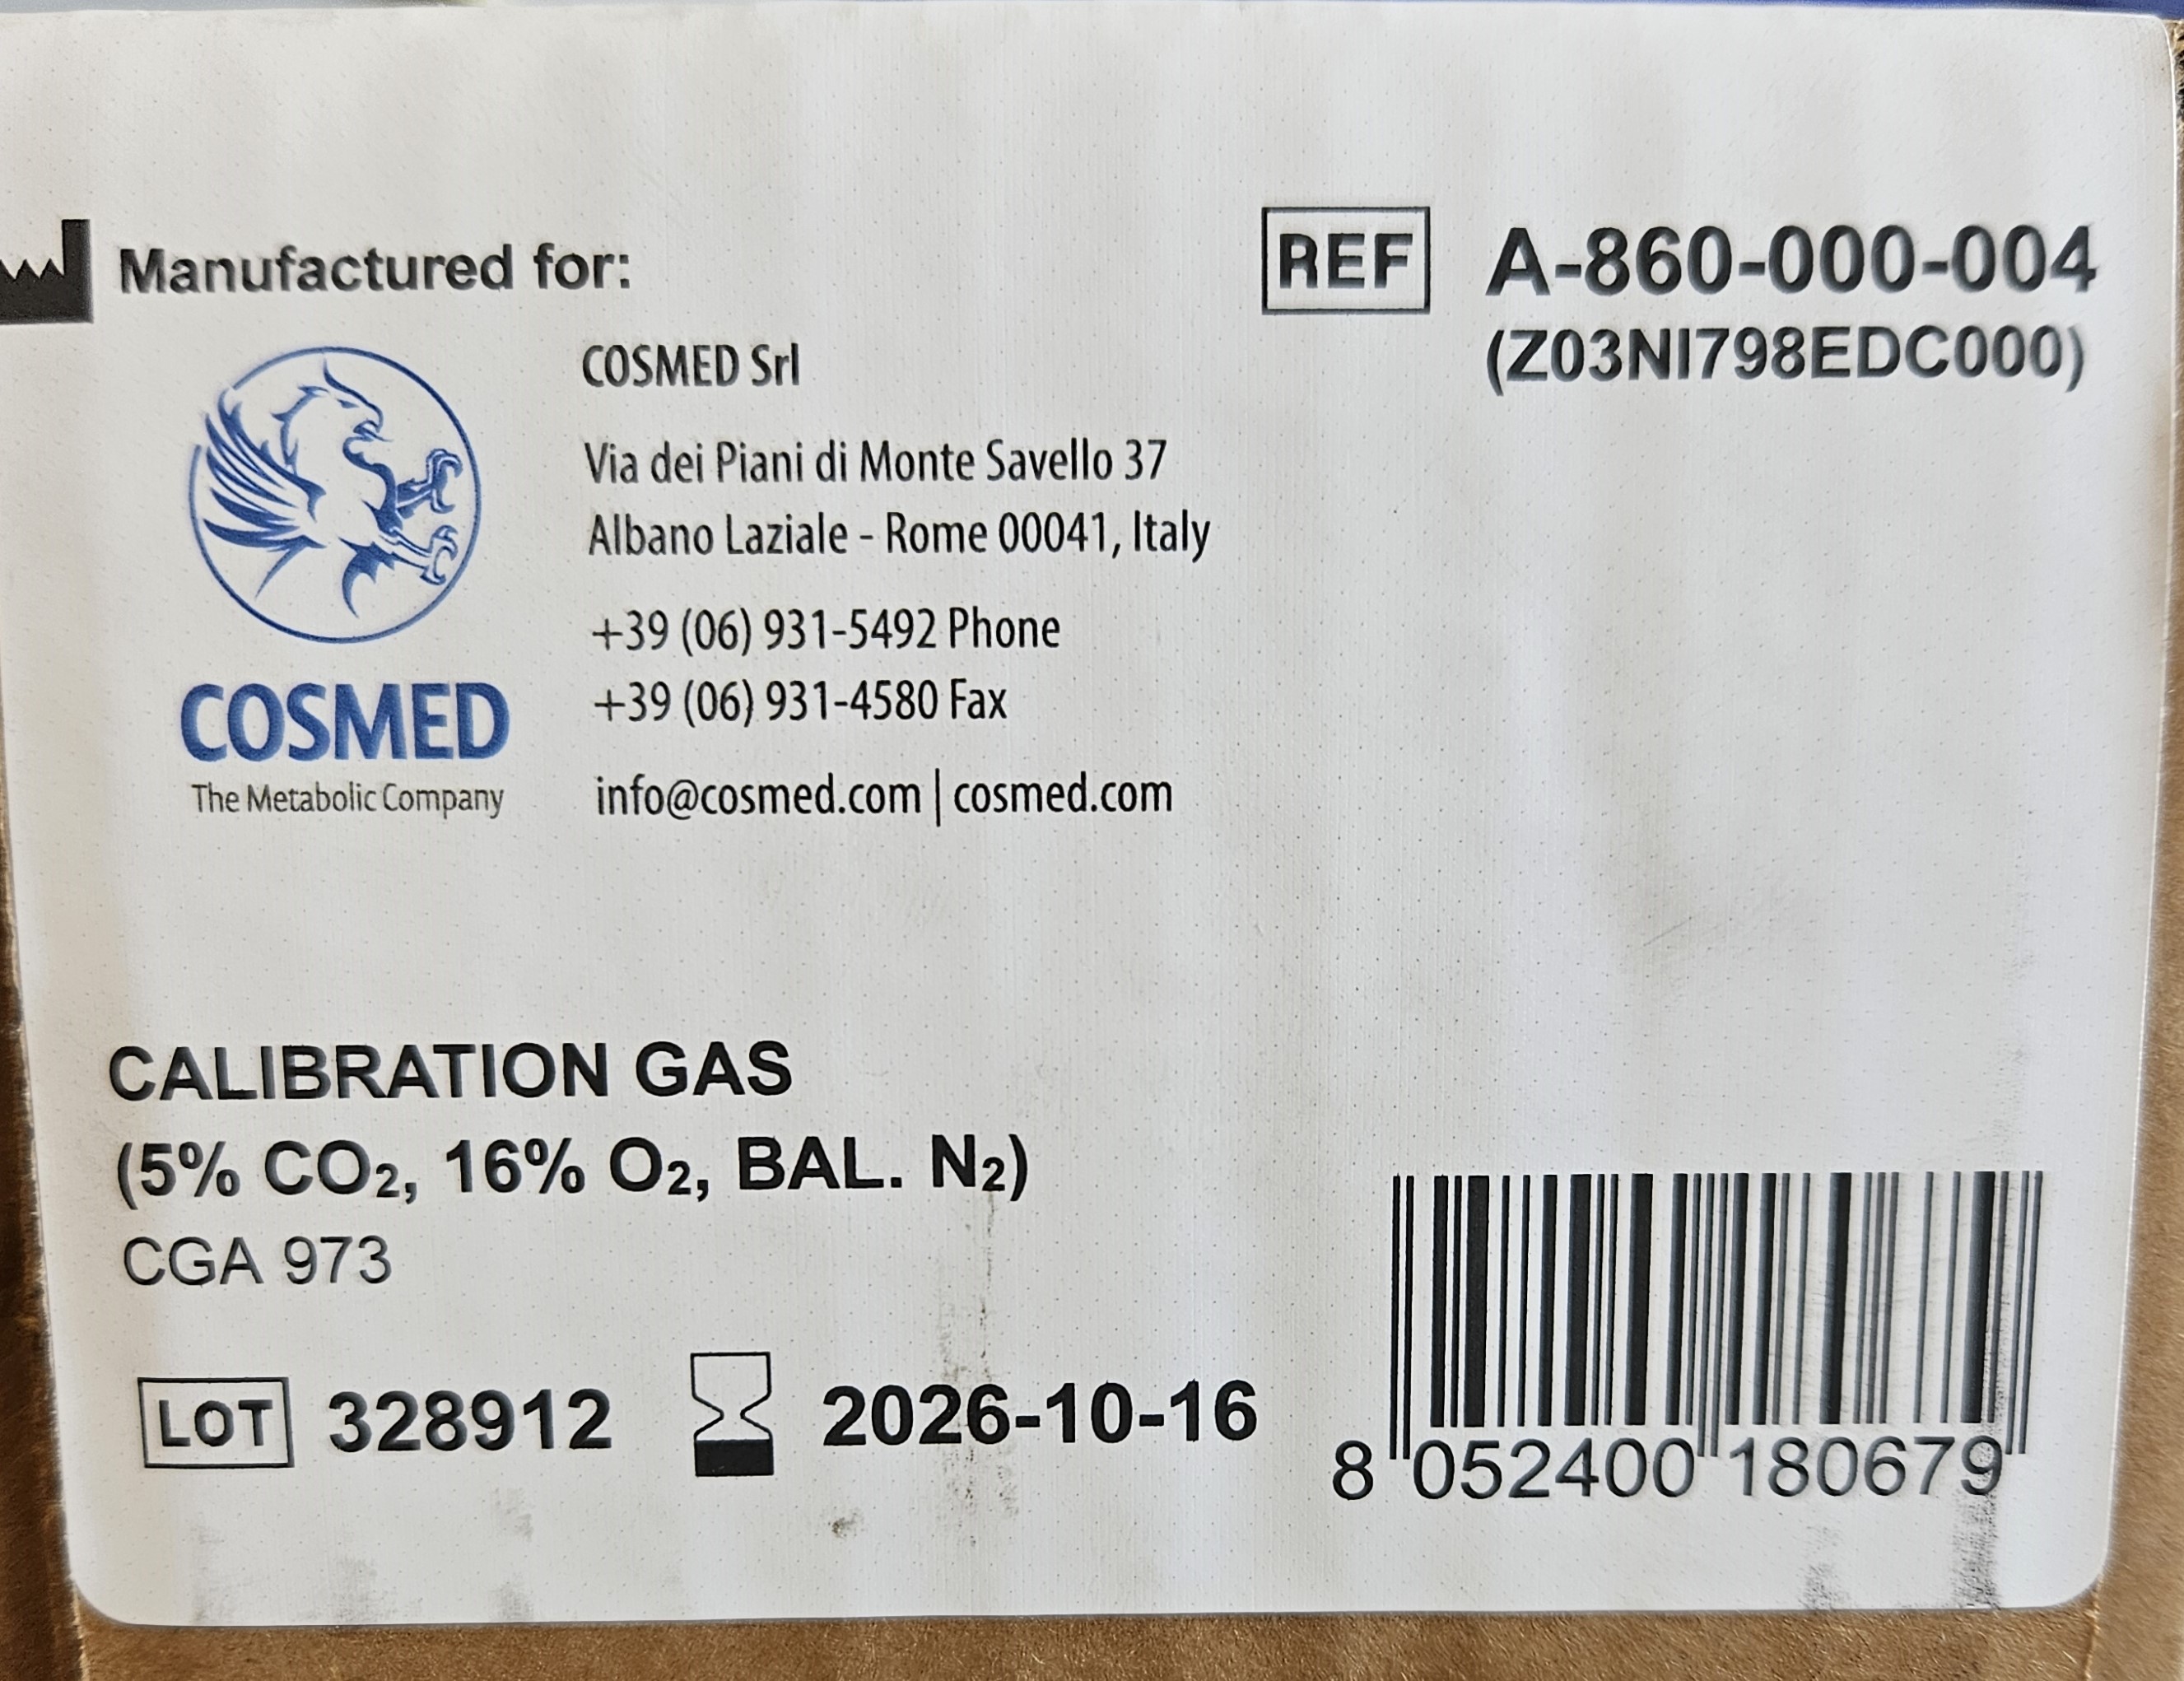 Manufactured for:
COSMED
The Metabolic Company
COSMED Srl
Via dei Piani di Monte Savello 37
Albano Laziale - Rome 00041, Italy
+39 (06) 931-5492 Phone
+39 (06) 931-4580 Fax
info@cosmed.com | cosmed.com
REF A-860-000-004
(Z03NI798EDC000)
CALIBRATION GAS
(5% CO₂, 16% O₂, BAL. N₂)
CGA 973
LOT 328912 2026-10-16
8 052400 180679